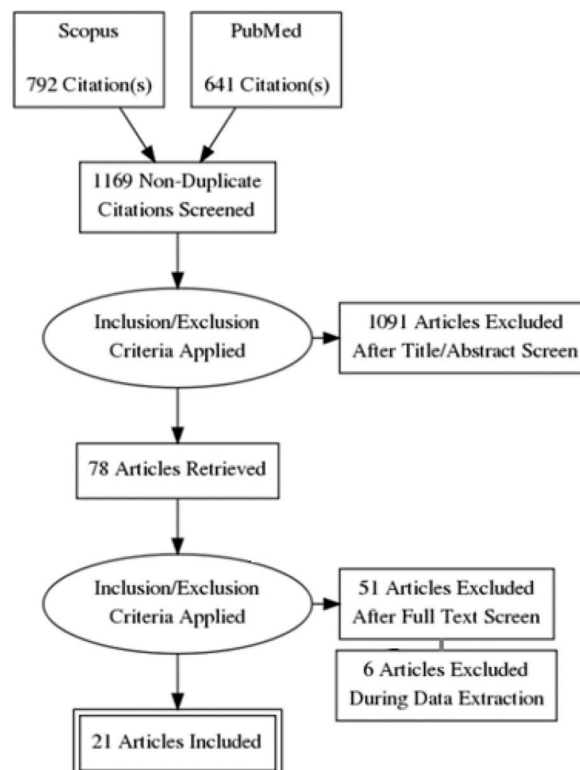 Scopus
792 Citation(s)
PubMed
641 Citation(s)
1169 Non-Duplicate
Citations Screened
Inclusion/Exclusion
Criteria Applied
1091 Articles Excluded
After Title/Abstract Screen
78 Articles Retrieved
Inclusion/Exclusion
Criteria Applied
51 Articles Excluded
After Full Text Screen
6 Articles Excluded
During Data Extraction
21 Articles Included